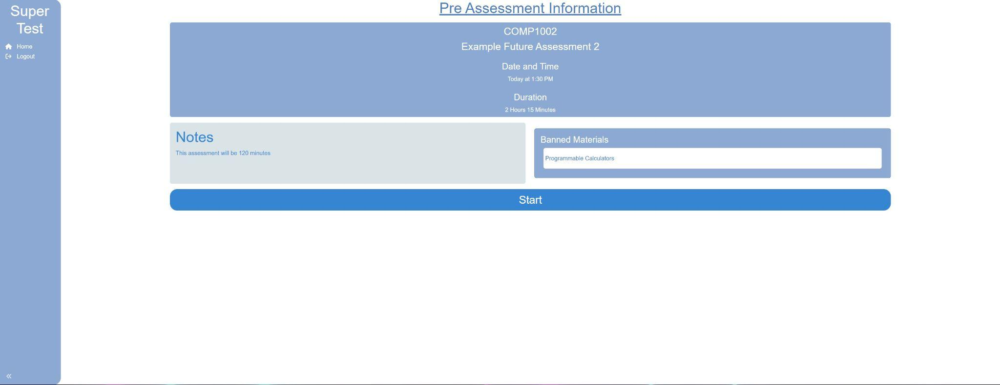 Super
Test
Home
Logout
Pre Assessment Information
COMP1002
Example Future Assessment 2
Date and Time
Today at 1:30 PM
Duration
2 Hours 15 Minutes
Notes
This assessment will be 120 minutes
Banned Materials
Programmable Calculators
Start